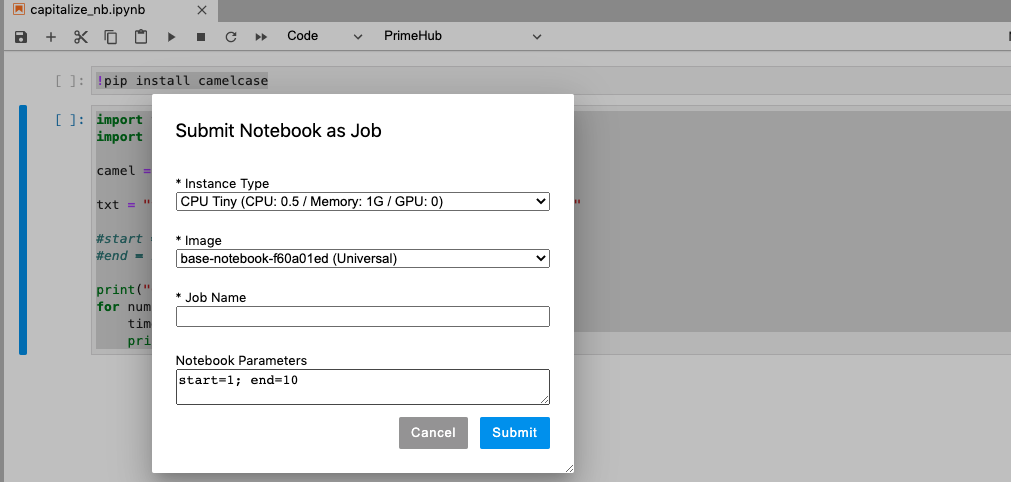 capitalize_nb.ipynb
Code PrimeHub
[ ]: !pip install camelcase
[ ]: import
import
camel =
txt = " "
#start
#end =
print("
for num
tim
pri
Submit Notebook as Job
* Instance Type
CPU Tiny (CPU: 0.5 / Memory: 1G / GPU: 0)
* Image
base-notebook-f60a01ed (Universal)
* Job Name
Notebook Parameters
start=1; end=10
Cancel Submit